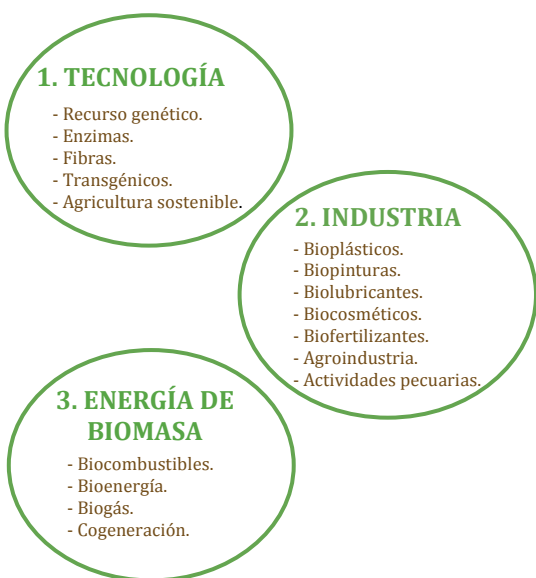 1. TECNOLOGÍA
- Recurso genético.
- Enzimas.
- Fibras.
- Transgénicos.
- Agricultura sostenible.
2. INDUSTRIA
- Bioplásticos.
- Biopinturas.
- Biolubricantes.
- Biocosméticos.
- Biofertilizantes.
- Agroindustria.
- Actividades pecuarias.
3. ENERGÍA DE
BIOMASA
- Biocombustibles.
- Bioenergía.
- Biogás.
- Cogeneración.